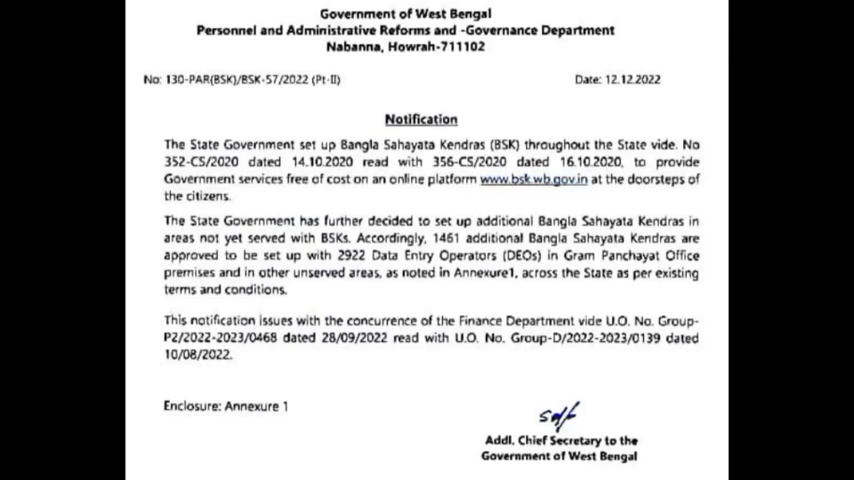 Government of West Bengal
Personnel and Administrative Reforms and -Governance Department
Nabanna, Howrah-711102
No: 130-PAR(BSK)/BSK-57/2022 (Pt-II)
Date: 12.12.2022
Notification
The State Government set up Bangla Sahayata Kendras (BSK) throughout the State vide. No
352-CS/2020 dated 14.10.2020 read with 356-CS/2020 dated 16.10.2020, to provide
Government services free of cost on an online platform www.bsk.wb.gov.in at the doorsteps of
the citizens.
The State Government has further decided to set up additional Bangla Sahayata Kendras in
areas not yet served with BSKs. Accordingly, 1461 additional Bangla Sahayata Kendras are
approved to be set up with 2922 Data Entry Operators (DEOs) in Gram Panchayat Office
premises and in other unserved areas, as noted in Annexure1, across the State as per existing
terms and conditions.
This notification issues with the concurrence of the Finance Department vide U.O. No. Group-
P2/2022-2023/0468 dated 28/09/2022 read with U.O. No. Group-D/2022-2023/0139 dated
10/08/2022.
Enclosure: Annexure 1
Sd/-
Addl. Chief Secretary to the
Government of West Bengal